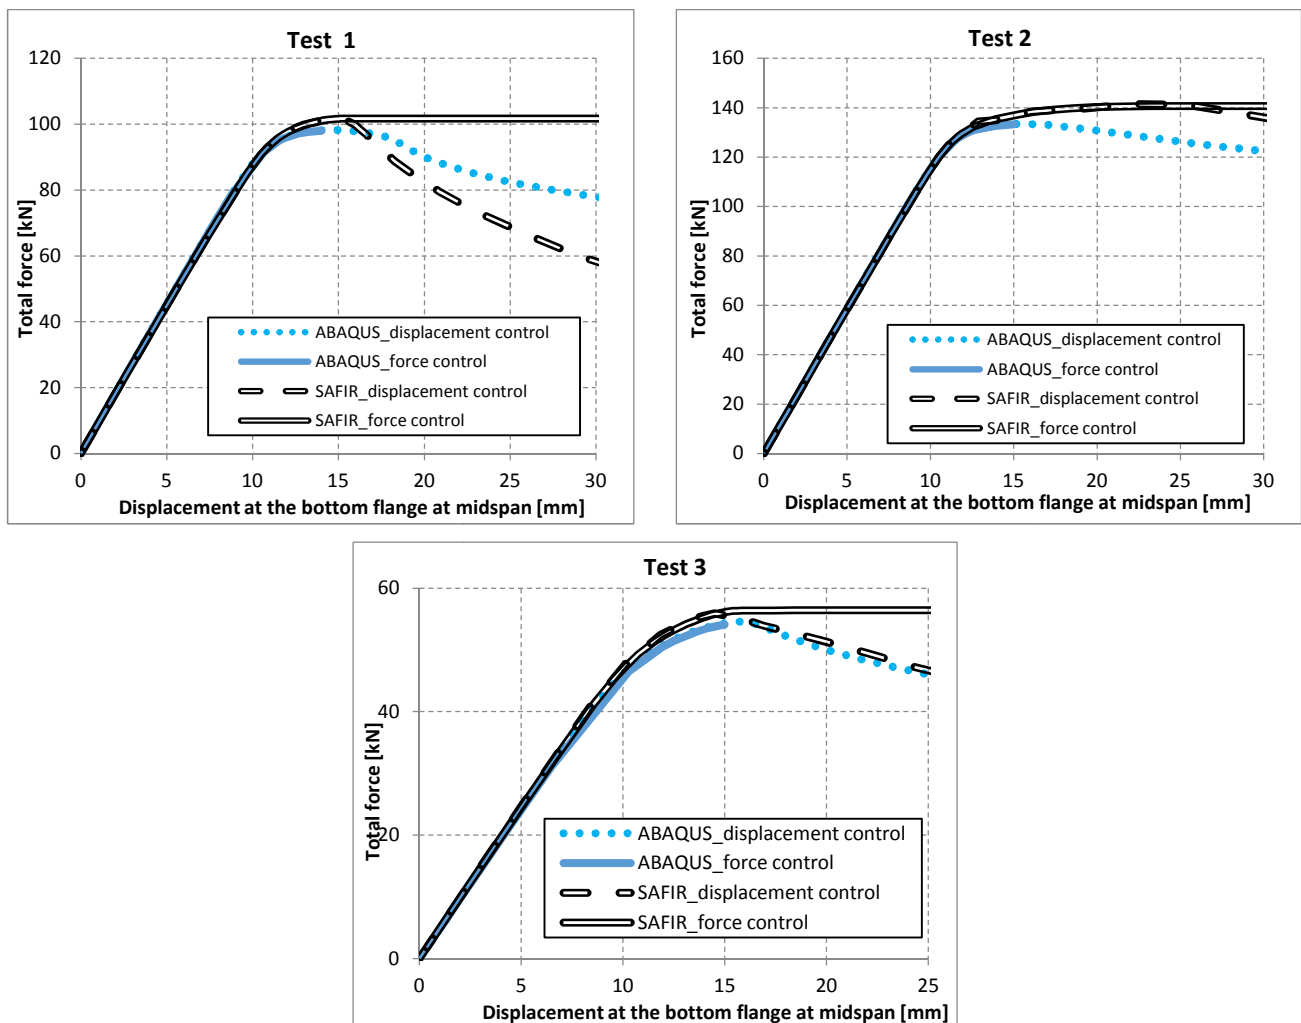 Test  1
120
100
80
60
40
20
0
Total force [kN]
ABAQUS_displacement control
ABAQUS_force control
SAFIR_displacement control
SAFIR_force control
0 5 10 15 20 25 30
Displacement at the bottom flange at midspan [mm]
Test 2
160
140
120
100
80
60
40
20
0
Total force [kN]
ABAQUS_displacement control
ABAQUS_force control
SAFIR_displacement control
SAFIR_force control
0 5 10 15 20 25 30
Displacement at the bottom flange at midspan [mm]
Test 3
60
40
20
0
Total force [kN]
ABAQUS_displacement control
ABAQUS_force control
SAFIR_displacement control
SAFIR_force control
0 5 10 15 20 25
Displacement at the bottom flange at midspan [mm]